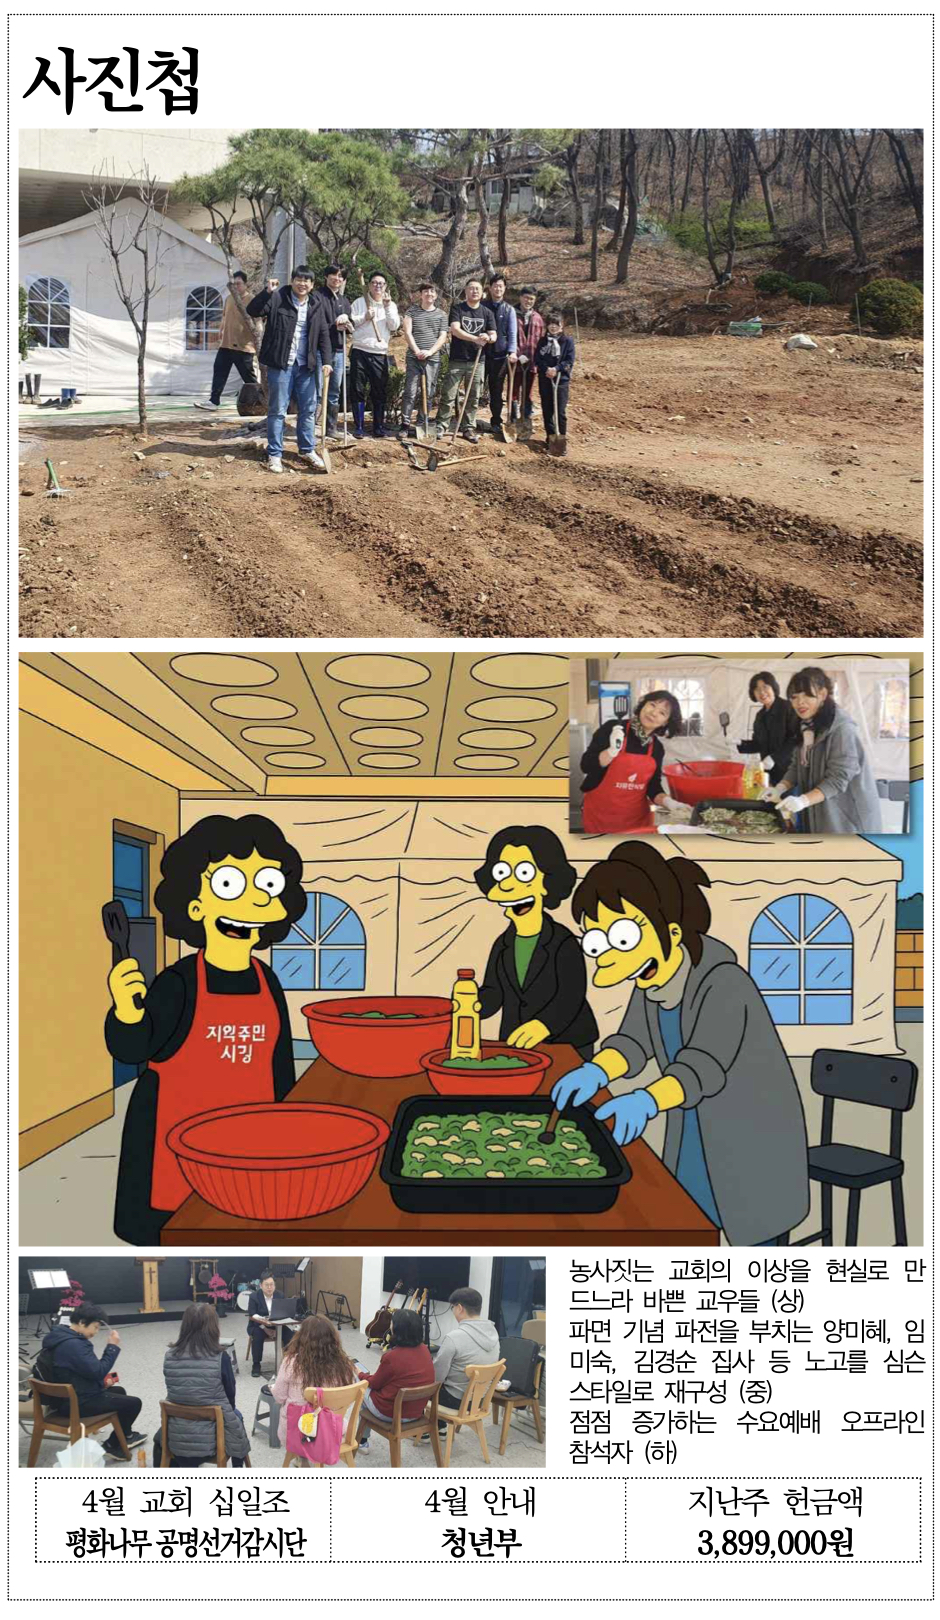 사진첩
지역주민
시깅
농사짓는 교회의 이상을 현실로 만
드느라 바쁜 교우들 (상)
파면 기념 파전을 부치는 양미혜, 임
미숙, 김경순 집사 등 노고를 심슨
스타일로 재구성 (중)
점점 증가하는 수요예배 오프라인
참석자 (하)
4월 교회 십일조
평화나무 공명선거감시단
4월 안내
청년부
지난주 헌금액
3,899,000원